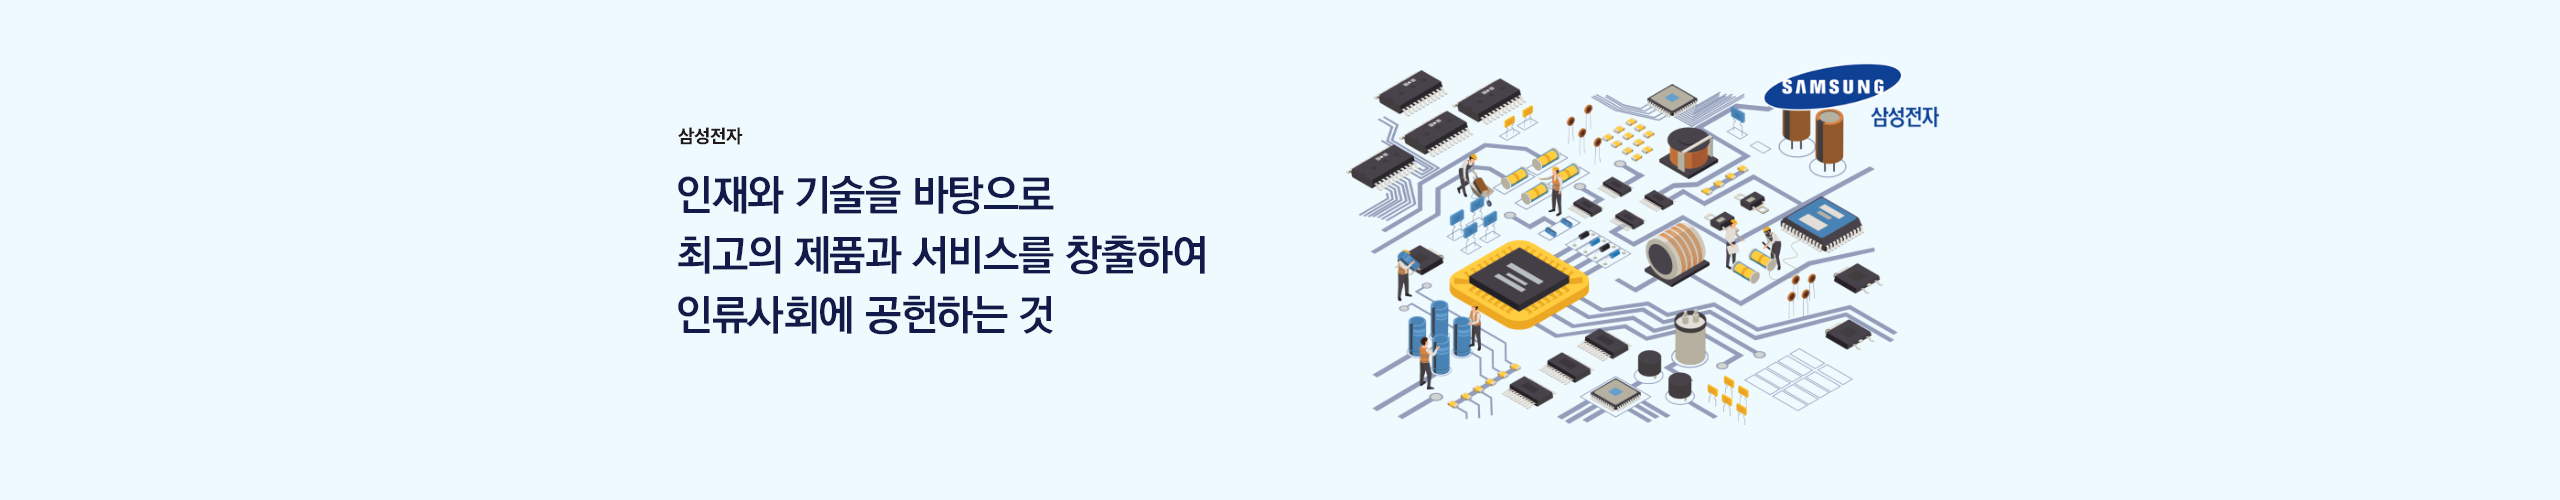 삼성전자
인재와 기술을 바탕으로
최고의 제품과 서비스를 창출하여
인류사회에 공헌하는 것
SAMSUNG
삼성전자